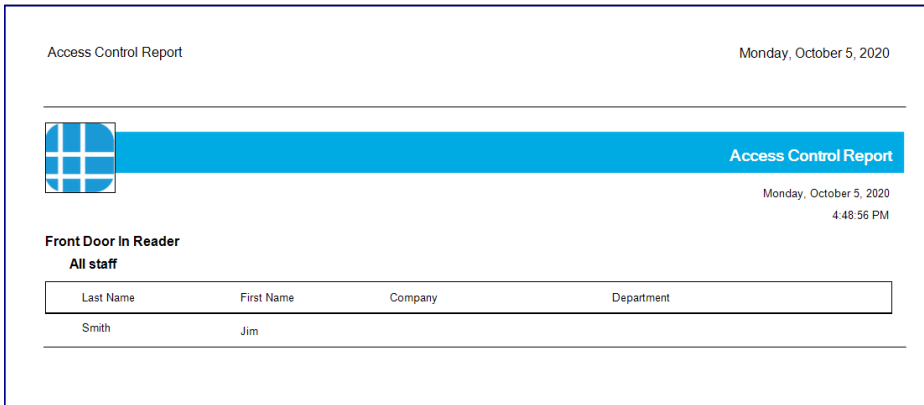 Access Control Report Monday, October 5, 2020
Access Control Report
Monday, October 5, 2020
4:48:56 PM
Front Door In Reader
All staff
Last Name First Name Company Department
Smith Jim